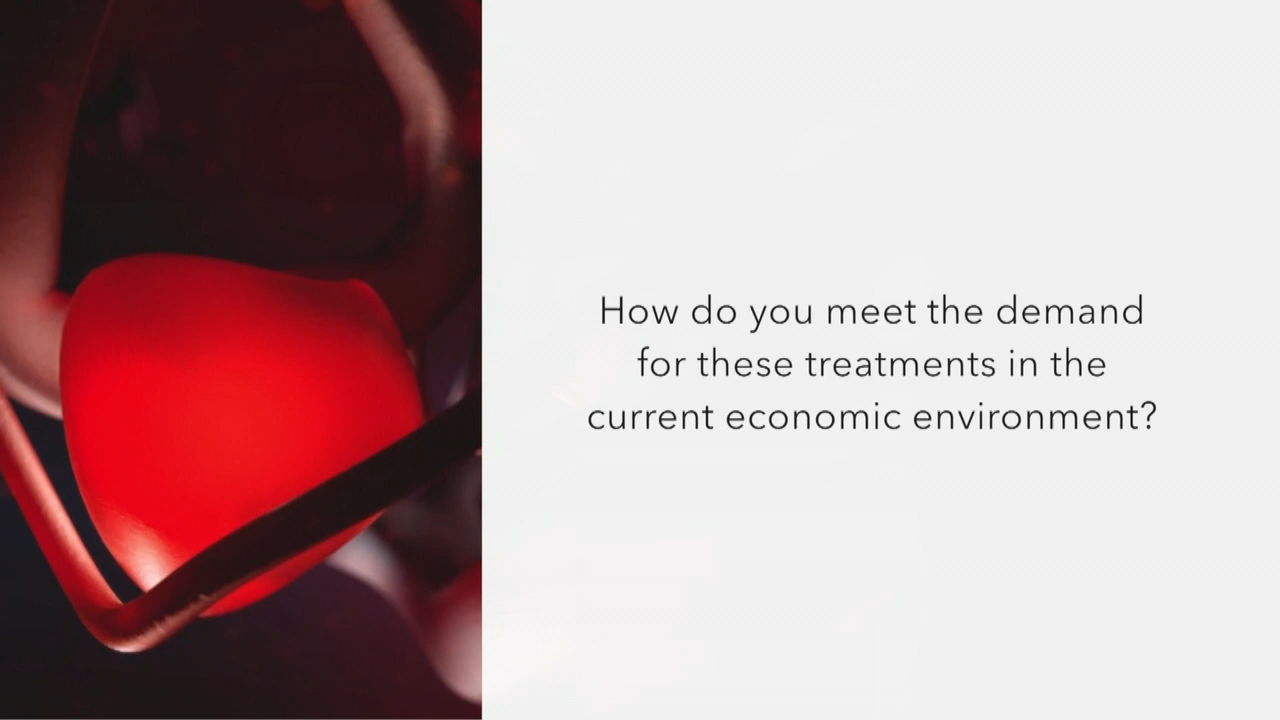 How do you meet the demand
for these treatments in the
current economic environment?